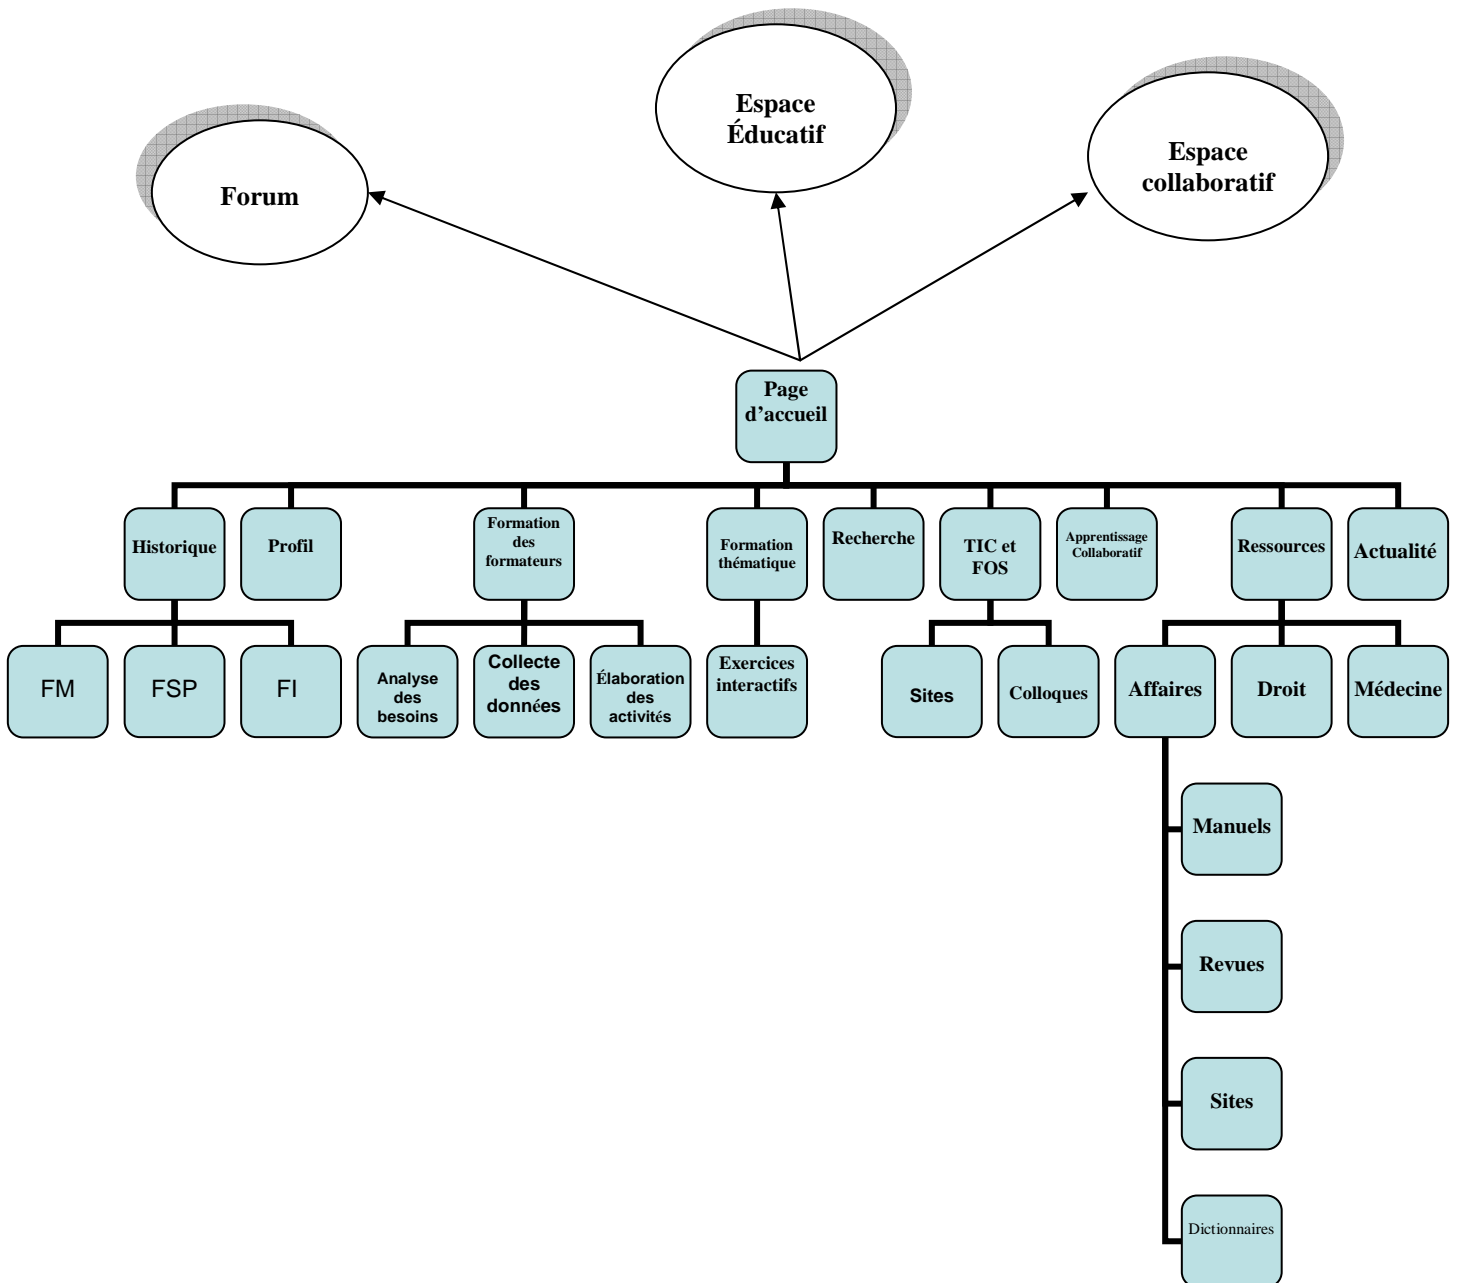 Espace
Éducatif
Espace
collaboratif
Forum
Page
d’accueil
Historique
Profil
Formation
des
formateurs
Formation
thématique
Recherche
TIC et
FOS
Apprentissage
Collaboratif
Ressources
Actualité
FM
FSP
FI
Analyse
des
besoins
Collecte
des
données
Élaboration
des
activités
Exercices
interactifs
Sites
Colloques
Affaires
Droit
Médecine
Manuels
Revues
Sites
Dictionnaires